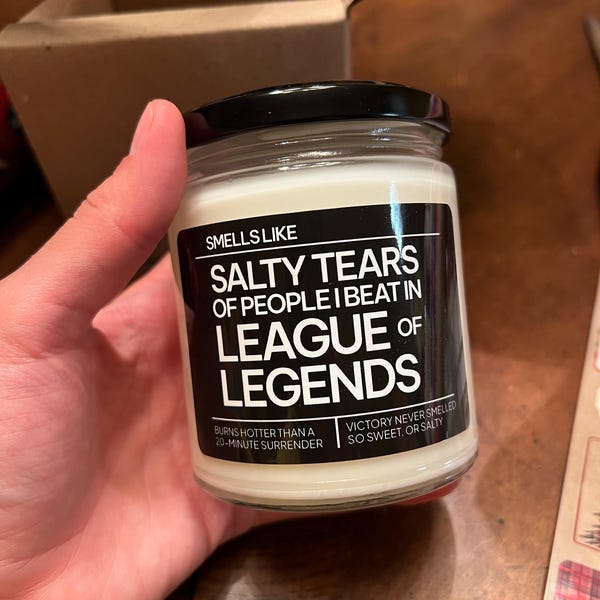 SMELLS LIKE
SALTY TEARS
OF PEOPLE I BEAT IN
LEAGUE OF
LEGENDS
BURNS HOTTER THAN A
20-MINUTE SURRENDER
VICTORY NEVER SMELLED
SO SWEET, OR SALTY